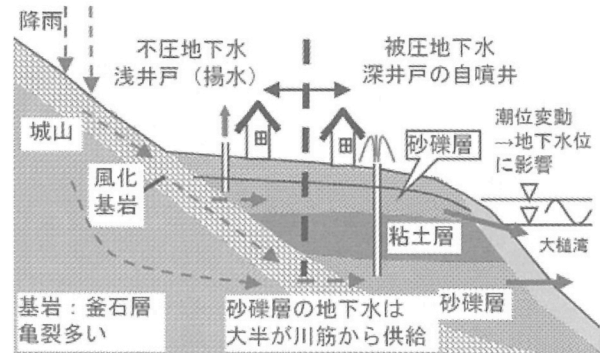 降雨
不圧地下水
浅井戸（揚水）
被圧地下水
深井戸の自噴井
城山
砂礫層
潮位変動
→地下水位
に影響
風化
基岩
粘土層
大槌湾
基岩：釜石層
亀裂多い
砂礫層の地下水は
大半が川筋から供給
砂礫層